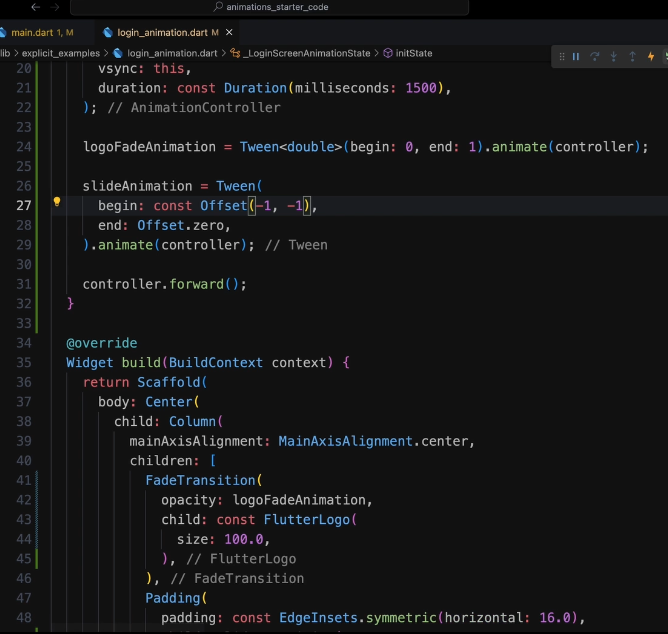 animations_starter_code
main.dart 1, M
login_animation.dart M
lib > explicit_examples > login_animation.dart > _LoginScreenAnimationState > initState
20 vsync: this,
21 duration: const Duration(milliseconds: 1500),
22 ); // AnimationController
23
24 logoFadeAnimation = Tween<double>(begin: 0, end: 1).animate(controller);
25
26 slideAnimation = Tween(
27 begin: const Offset(-1, -1),
28 end: Offset.zero,
29 ).animate(controller); // Tween
30
31 controller.forward();
32 }
33
34 @override
35 Widget build(BuildContext context) {
36 return Scaffold(
37 body: Center(
38 child: Column(
39 mainAxisAlignment: MainAxisAlignment.center,
40 children: [
41 FadeTransition(
42 opacity: logoFadeAnimation,
43 child: const FlutterLogo(
44 size: 100.0,
45 ), // FlutterLogo
46 ), // FadeTransition
47 Padding(
48 padding: const EdgeInsets.symmetric(horizontal: 16.0),